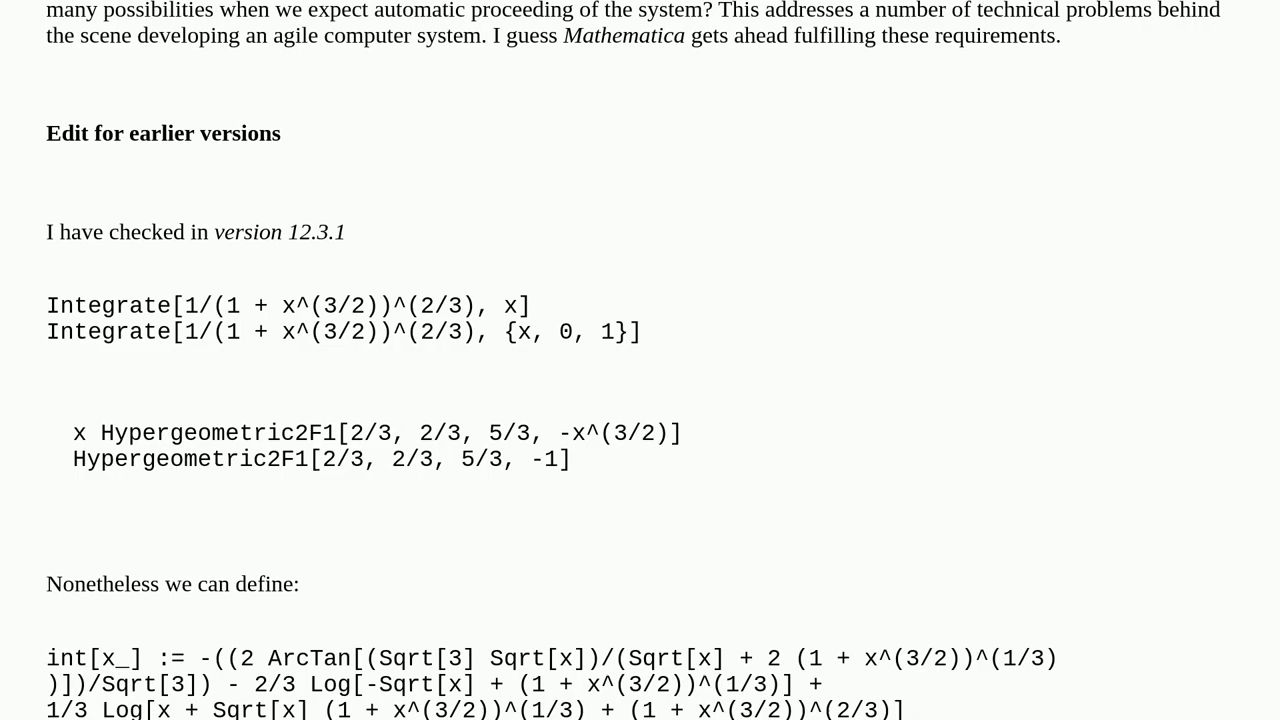 many possibilities when we expect automatic proceeding of the system? This addresses a number of technical problems behind
the scene developing an agile computer system. I guess Mathematica gets ahead fulfilling these requirements.
Edit for earlier versions
I have checked in version 12.3.1
Integrate[1/(1 + x^(3/2))^(2/3), x]
Integrate[1/(1 + x^(3/2))^(2/3), {x, 0, 1}]
x Hypergeometric2F1[2/3, 2/3, 5/3, -x^(3/2)]
Hypergeometric2F1[2/3, 2/3, 5/3, -1]
Nonetheless we can define:
int[x_] := -((2 ArcTan[(Sqrt[3] Sqrt[x])/(Sqrt[x] + 2 (1 + x^(3/2))^(1/3)
)])/Sqrt[3]) - 2/3 Log[-Sqrt[x] + (1 + x^(3/2))^(1/3)] +
1/3 Log[x + Sqrt[x] (1 + x^(3/2))^(1/3) + (1 + x^(3/2))^(2/3)]